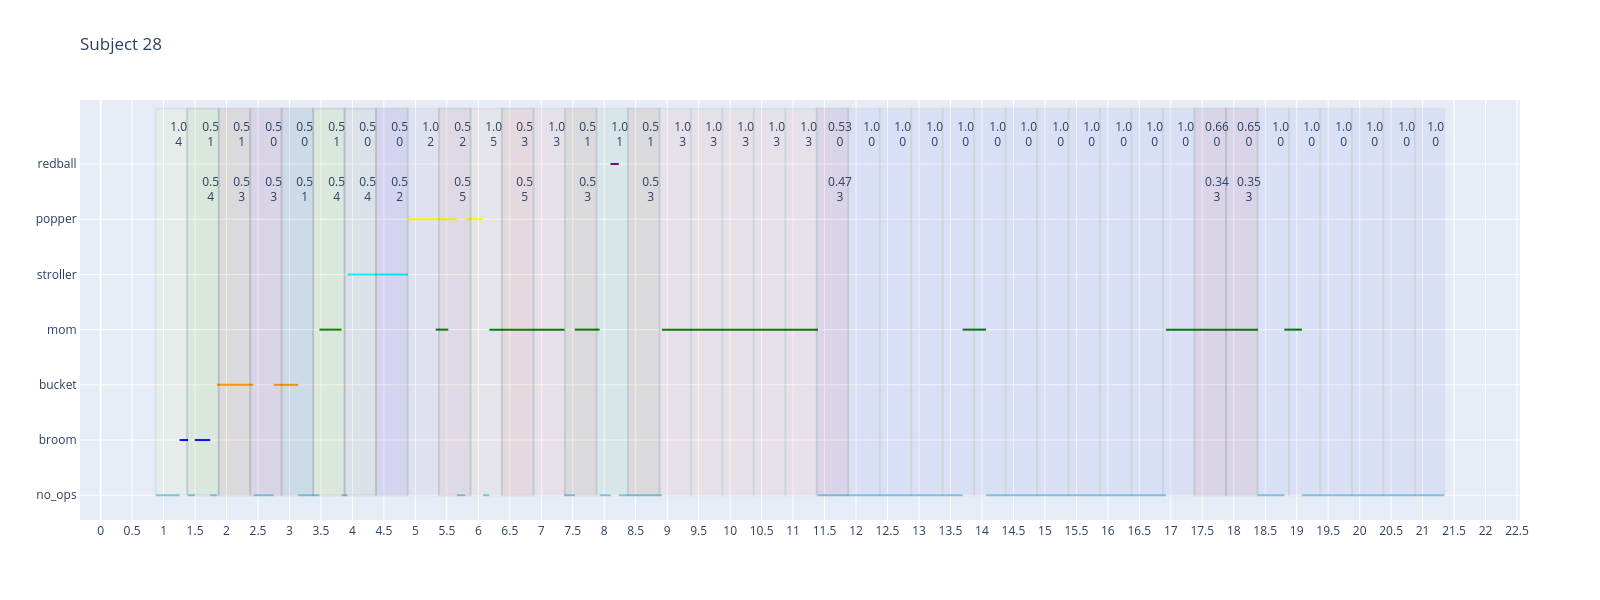 Subject 28
1.0 0.5 0.5 0.5 0.5 0.5 0.5 0.5 1.0 0.5 1.0 0.5 1.0 0.5 1.0 0.5 1.0 1.0 1.0 1.0 1.0 0.53 1.0 1.0 1.0 1.0 1.0 1.0 1.0 1.0 1.0 1.0 1.0 0.66 0.65 1.0 1.0 1.0 1.0 1.0 1.0
4 1 1 0 0 1 0 0 2 2 5 3 3 1 1 1 3 3 3 3 3 0 0 0 0 0 0 0 0 0 0 0 0 0 0 0 0 0 0 0 0
redball
0.5 0.5 0.5 0.5 0.5 0.5 0.5 0.5 0.5 0.5 0.5 0.47 0.34 0.35
4 3 3 1 4 4 2 5 5 3 3 3 3 3
popper
stroller
mom
bucket
broom
no_ops
0 0.5 1 1.5 2 2.5 3 3.5 4 4.5 5 5.5 6 6.5 7 7.5 8 8.5 9 9.5 10 10.5 11 11.5 12 12.5 13 13.5 14 14.5 15 15.5 16 16.5 17 17.5 18 18.5 19 19.5 20 20.5 21 21.5 22 22.5